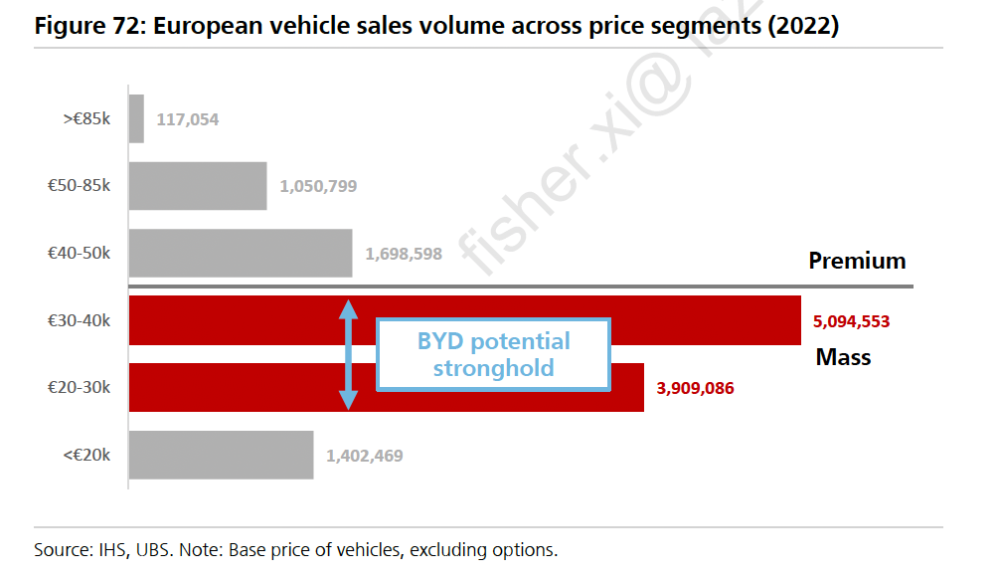 Figure 72: European vehicle sales volume across price segments (2022)
>€85k 117,054
€50-85k 1,050,799
€40-50k 1,698,598
Premium
€30-40k 5,094,553
BYD potential
stronghold
Mass
€20-30k 3,909,086
<€20k 1,402,469
Source: IHS, UBS. Note: Base price of vehicles, excluding options.
fisher.xi@